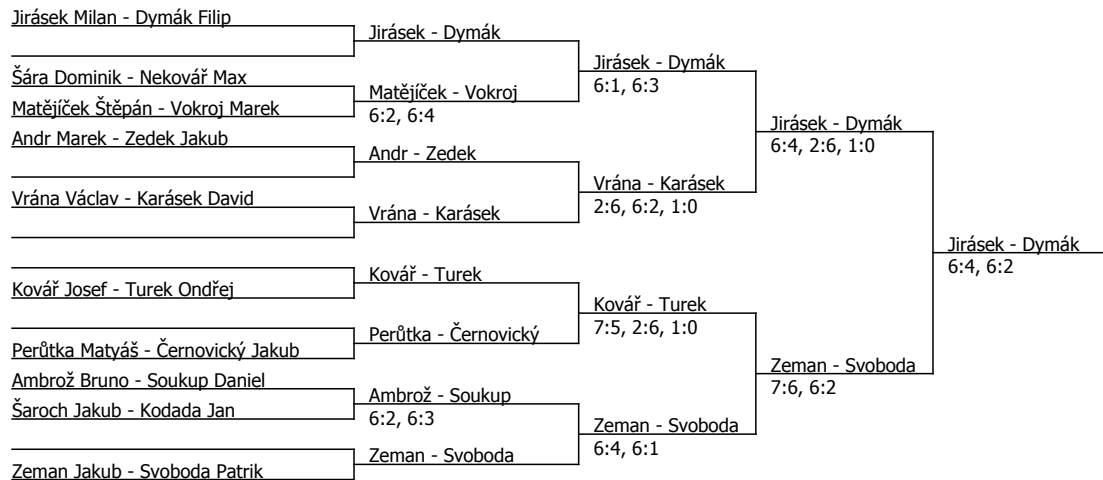 Jirásek Milan - Dymák Filip
Šára Dominik - Nekovář Max
Matějíček Štěpán - Vokroj Marek
Andr Marek - Zedek Jakub
Vrána Václav - Karásek David
Kovář Josef - Turek Ondřej
Perůtka Matyáš - Černovický Jakub
Ambrož Bruno - Soukup Daniel
Šaroch Jakub - Kodada Jan
Zeman Jakub - Svoboda Patrik
Jirásek - Dymák
Matějíček - Vokroj
6:2, 6:4
Andr - Zedek
Vrána - Karásek
Kovář - Turek
Perůtka - Černovický
Ambrož - Soukup
6:2, 6:3
Zeman - Svoboda
Jirásek - Dymák
6:1, 6:3
Vrána - Karásek
2:6, 6:2, 1:0
Kovář - Turek
7:5, 2:6, 1:0
Zeman - Svoboda
6:4, 6:1
Jirásek - Dymák
6:4, 2:6, 1:0
Zeman - Svoboda
7:6, 6:2
Jirásek - Dymák
6:4, 6:2